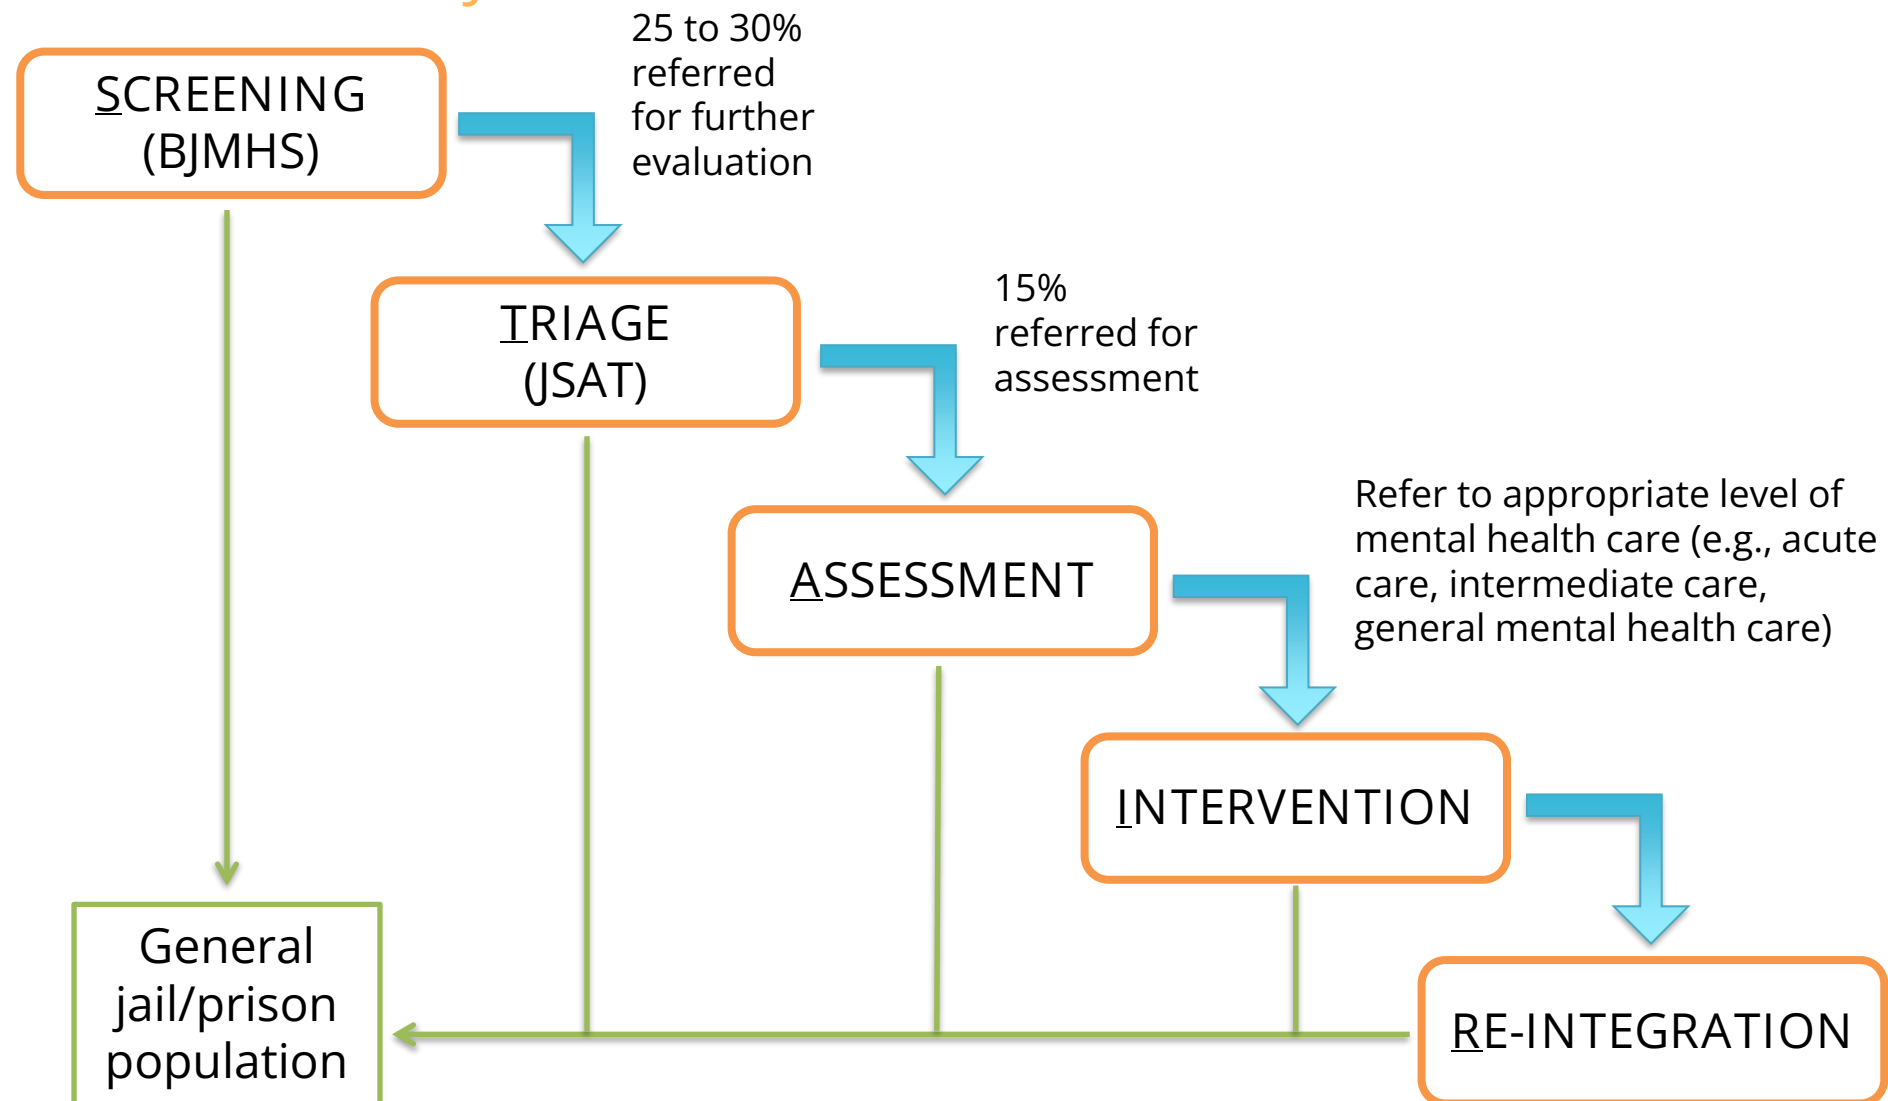 25 to 30%
referred
for further
evaluation
SCREENING
(BJMHS)
TRIAGE
(JSAT)
15%
referred for
assessment
ASSESSMENT
Refer to appropriate level of
mental health care (e.g., acute
care, intermediate care,
general mental health care)
INTERVENTION
General
jail/prison
population
RE-INTEGRATION